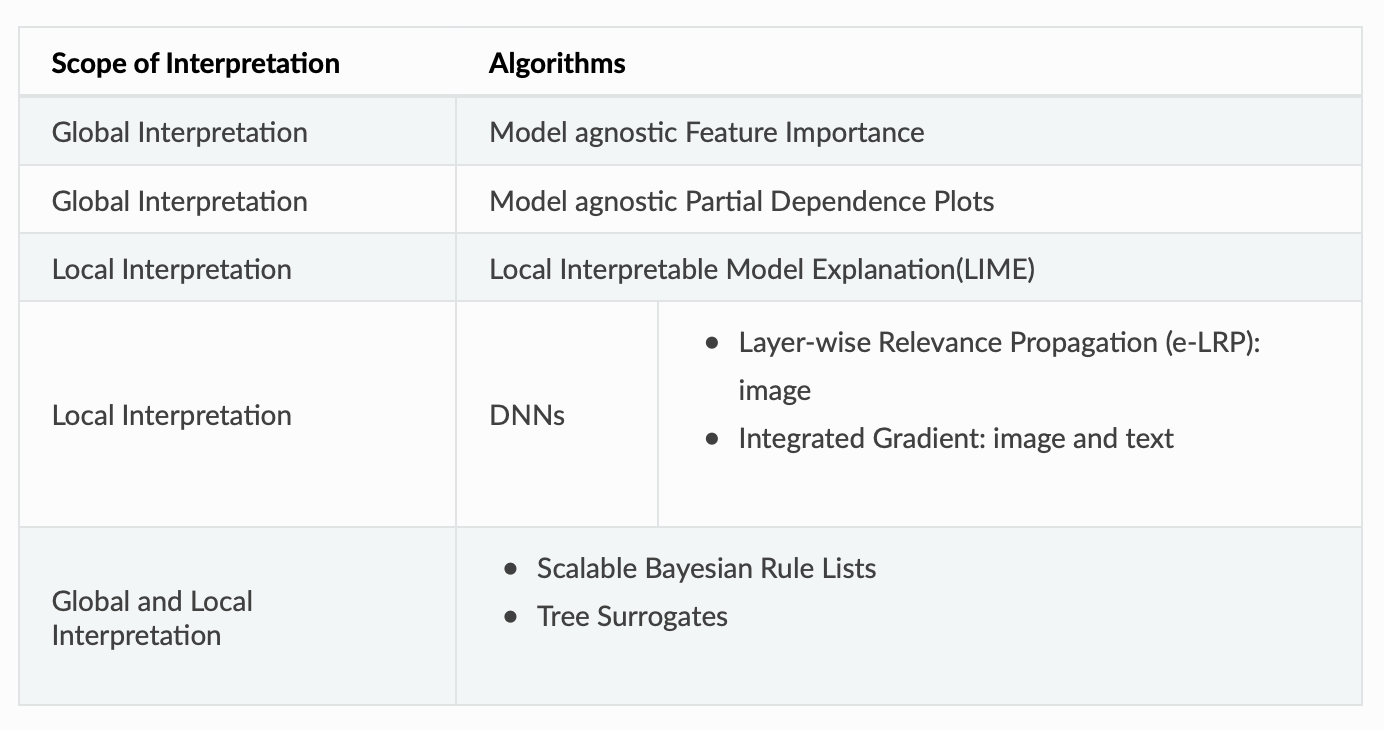 Scope of Interpretation Algorithms
Global Interpretation Model agnostic Feature Importance
Global Interpretation Model agnostic Partial Dependence Plots
Local Interpretation Local Interpretable Model Explanation(LIME)
Local Interpretation DNNs
● Layer-wise Relevance Propagation (e-LRP):
image
● Integrated Gradient: image and text
Global and Local
Interpretation
● Scalable Bayesian Rule Lists
● Tree Surrogates